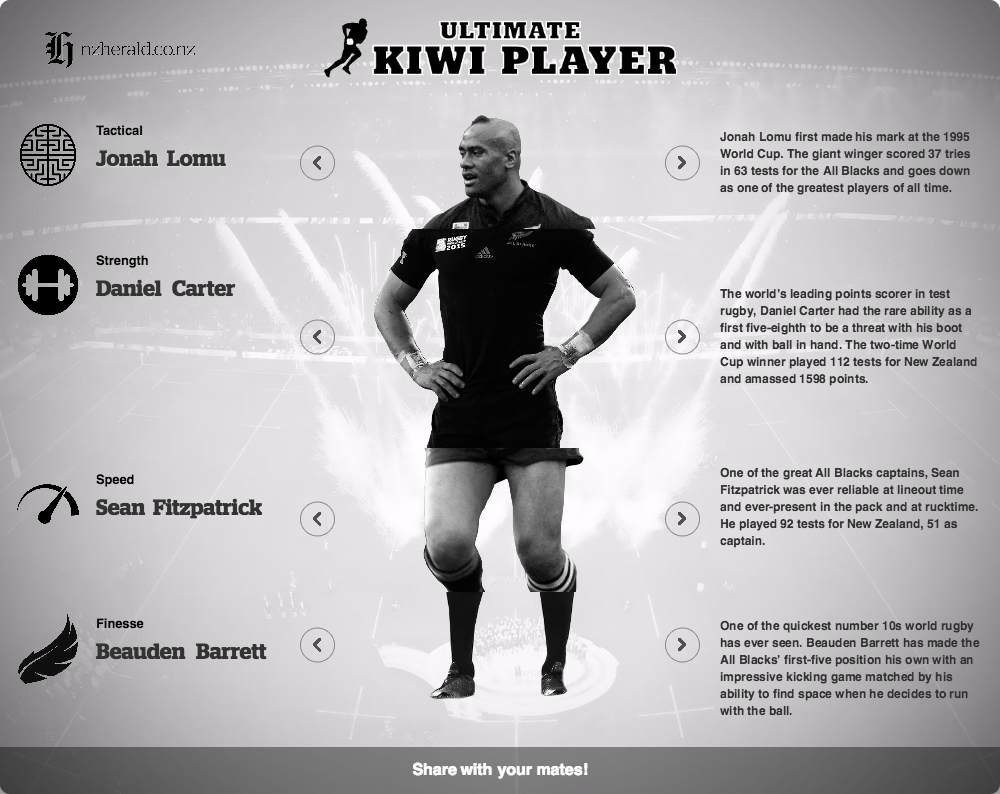 nzherald.co.nz
ULTIMATE
KIWI PLAYER
Tactical
Jonah Lomu
Jonah Lomu first made his mark at the 1995
World Cup. The giant winger scored 37 tries
in 63 tests for the All Blacks and goes down
as one of the greatest players of all time.
RUGBY
2015
adidas
ALL BLACKS
Strength
Daniel Carter
The world's leading points scorer in test
rugby, Daniel Carter had the rare ability as a
first five-eighth to be a threat with his boot
and with ball in hand. The two-time World
Cup winner played 112 tests for New Zealand
and amassed 1598 points.
Speed
Sean Fitzpatrick
One of the great All Blacks captains, Sean
Fitzpatrick was ever reliable at lineout time
and ever-present in the pack and at rucktime.
He played 92 tests for New Zealand, 51 as
captain.
Finesse
Beauden Barrett
One of the quickest number 10s world rugby
has ever seen. Beauden Barrett has made the
All Blacks' first-five position his own with an
impressive kicking game matched by his
ability to find space when he decides to run
with the ball.
Share with your mates!